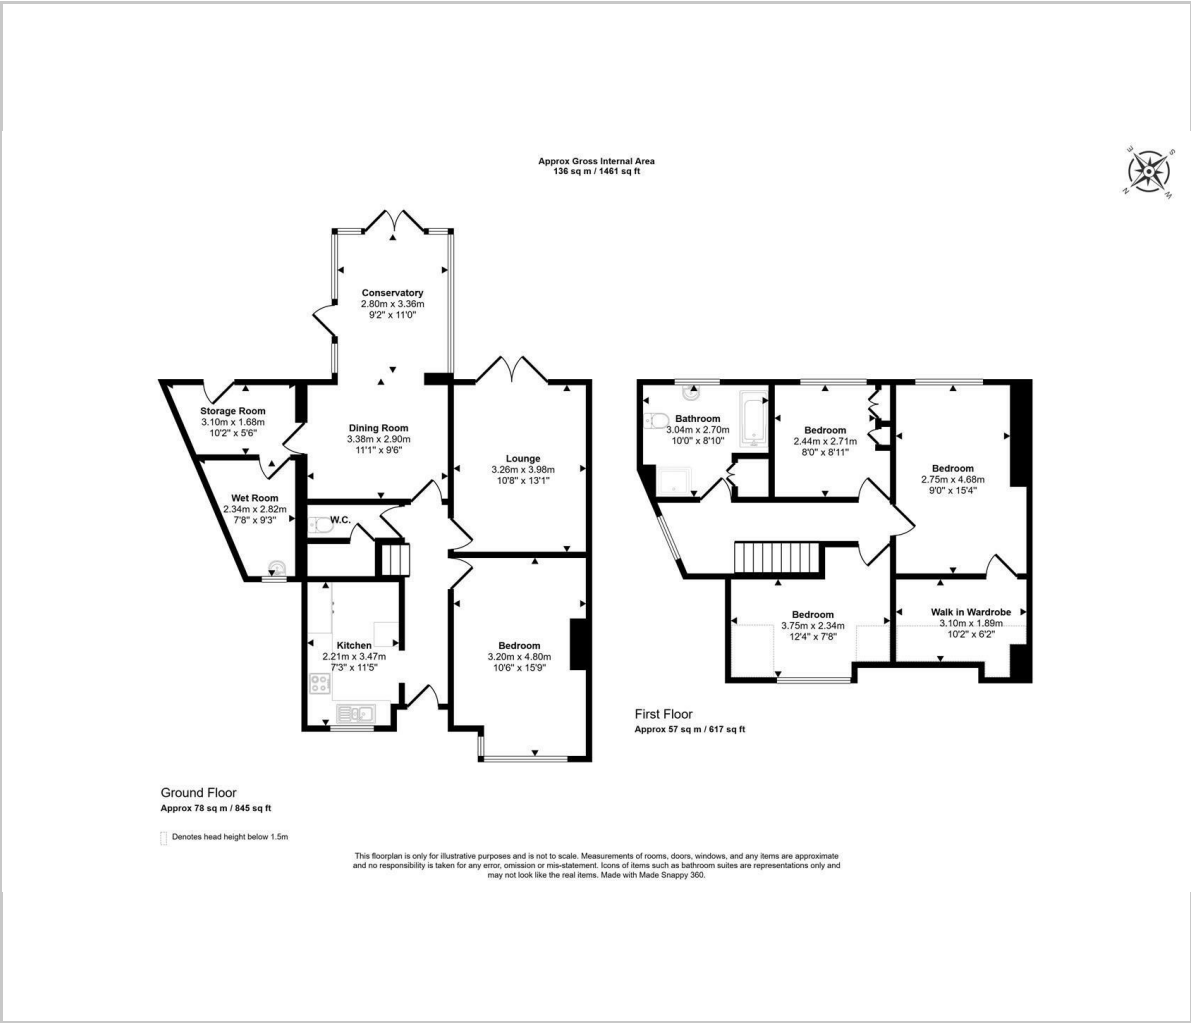 Approx Gross Internal Area
136 sq m / 1461 sq ft
E
S
N
W
Conservatory
2.80m x 3.36m
9'2" x 11'0"
Storage Room
3.10m x 1.68m
10'2" x 5'6"
Dining Room
3.38m x 2.90m
11'1" x 9'6"
Lounge
3.26m x 3.98m
10'8" x 13'1"
Wet Room
2.34m x 2.82m
7'8" x 9'3"
W.C.
Kitchen
2.21m x 3.47m
7'3" x 11'5"
Bedroom
3.20m x 4.80m
10'6" x 15'9"
Bathroom
3.04m x 2.70m
10'0" x 8'10"
Bedroom
2.44m x 2.71m
8'0" x 8'11"
Bedroom
2.75m x 4.68m
9'0" x 15'4"
Bedroom
3.75m x 2.34m
12'4" x 7'8"
Walk in Wardrobe
3.10m x 1.89m
10'2" x 6'2"
First Floor
Approx 57 sq m / 617 sq ft
Ground Floor
Approx 78 sq m / 845 sq ft
Denotes head height below 1.5m
This floorplan is only for illustrative purposes and is not to scale. Measurements of rooms, doors, windows, and any items are approximate
and no responsibility is taken for any error, omission or mis-statement. Icons of items such as bathroom suites are representations only and
may not look like the real items. Made with Made Snappy 360.